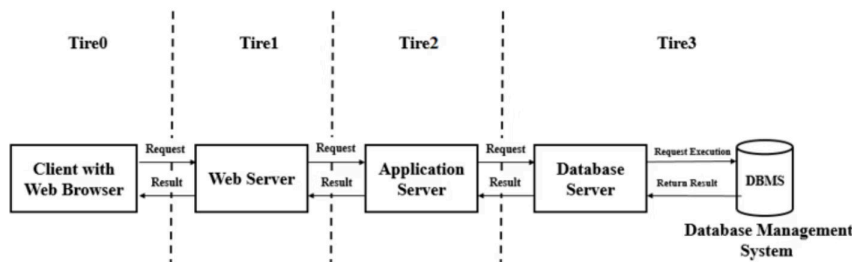 Tire0
Tire1
Tire2
Tire3
Client with
Web Browser
Request
Result
Web Server
Request
Result
Application
Server
Request
Result
Database
Server
Request Execution
Return Result
DBMS
Database Management
System